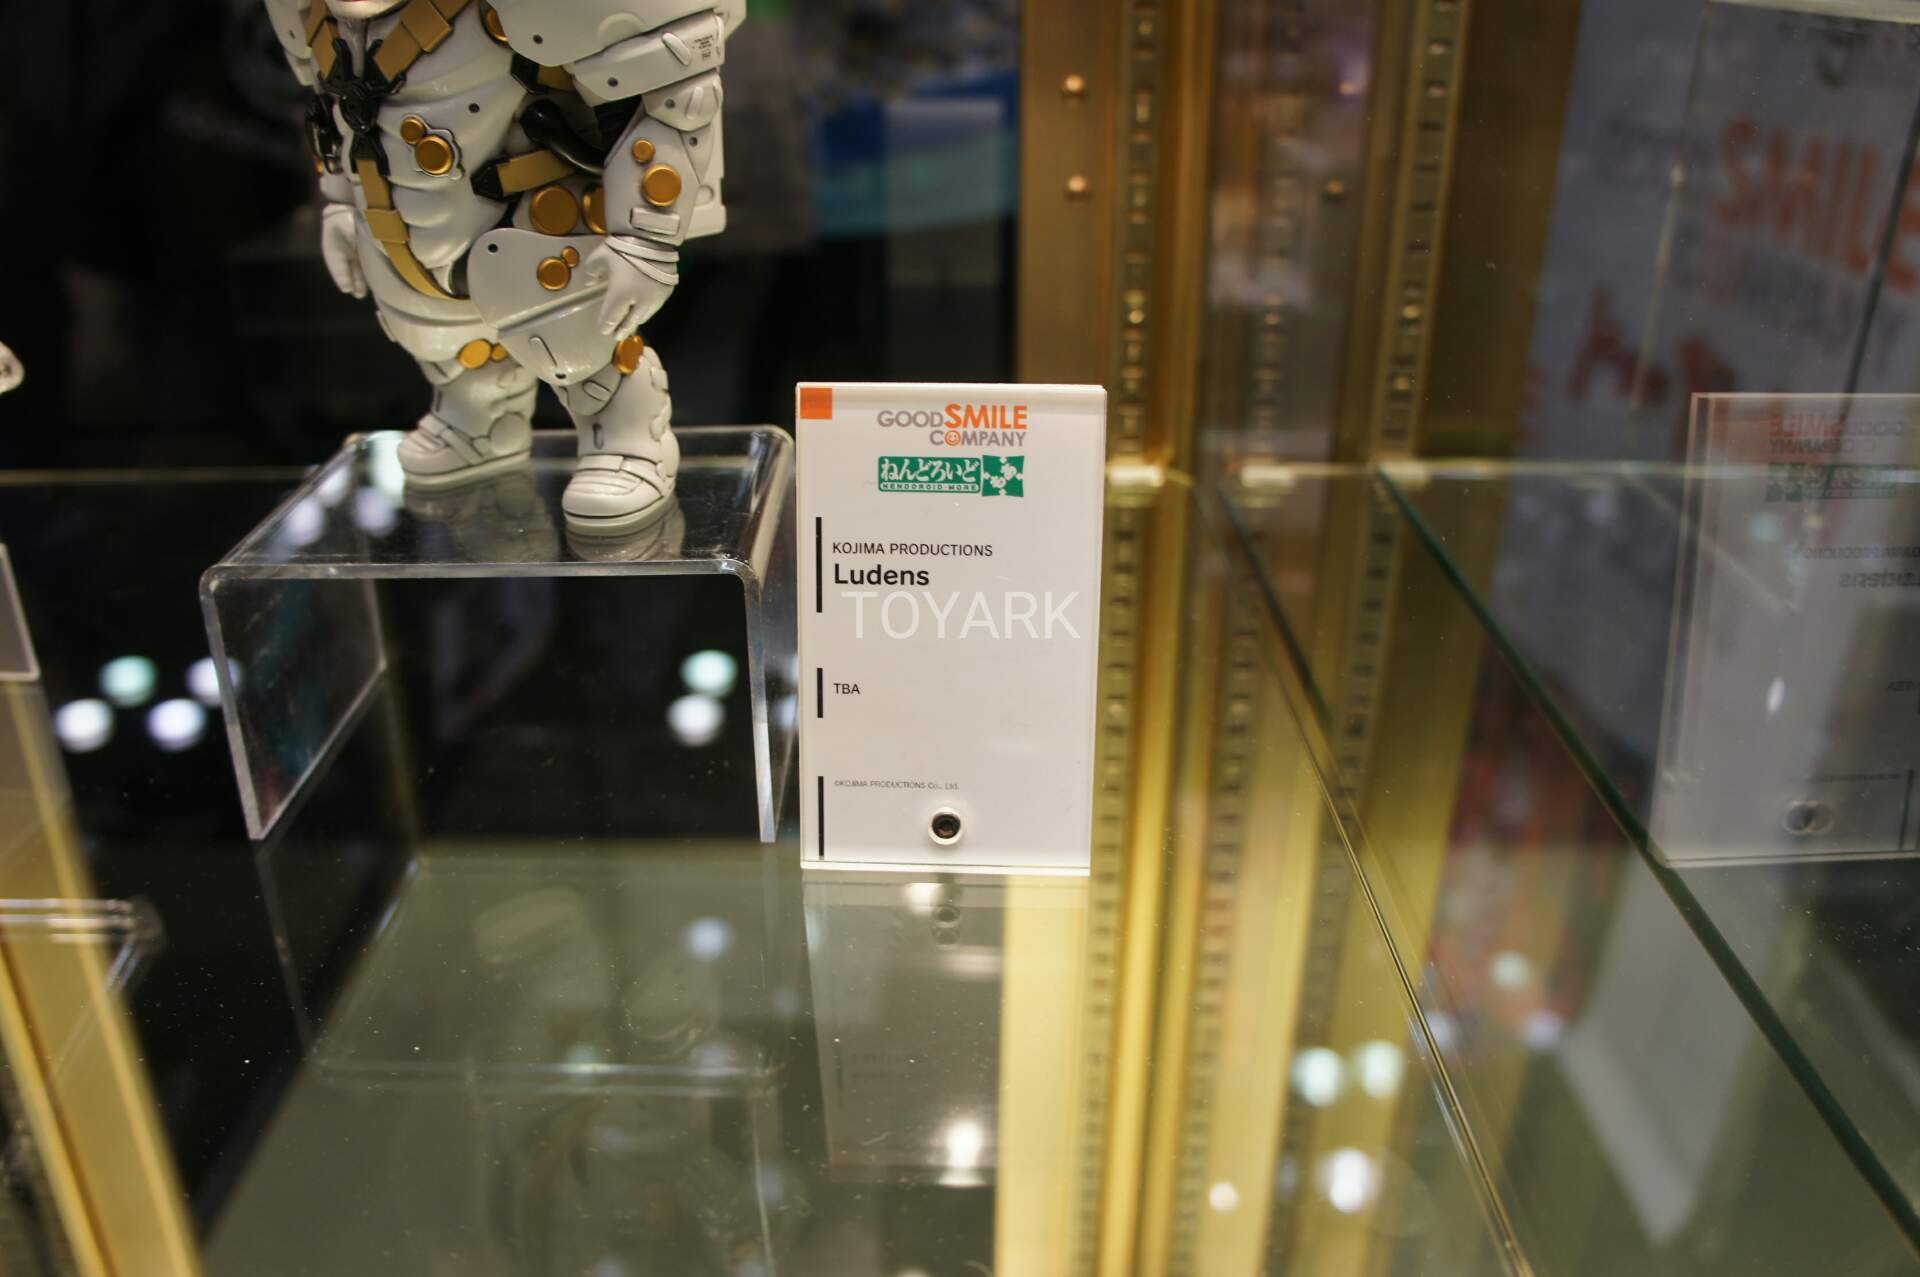 GOODSMILE
COMPANY
ねんどろいど
NENDOROID·MORE
KOJIMA PRODUCTIONS
Ludens
TOYARK
TBA
©KOJIMA PRODUCTIONS Co., Ltd.
SMILE